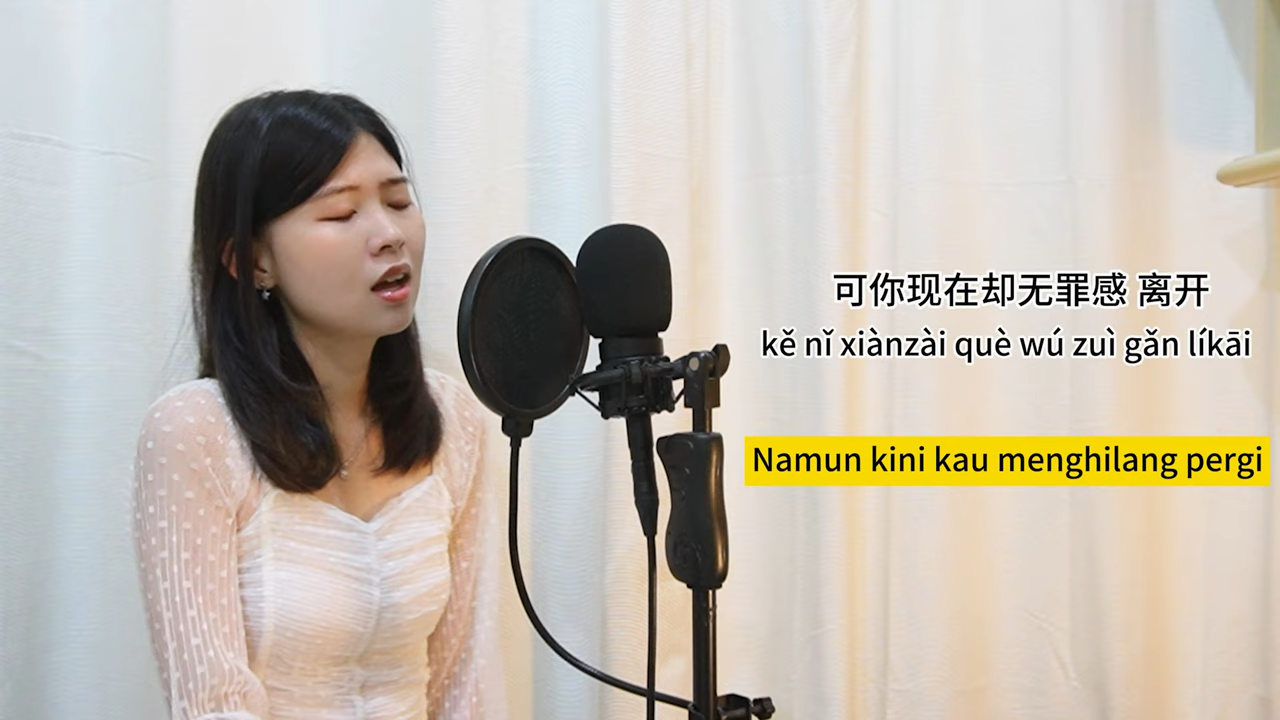 可你现在却无罪感 离开
kě nǐ xiànzài què wú zuì gǎn líkāi
Namun kini kau menghilang pergi